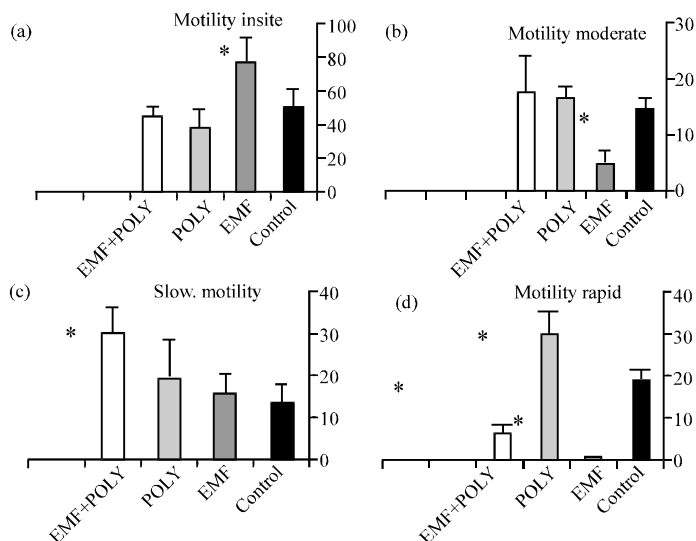 (a)
Motility insite
*
100
80
60
40
20
0
EMF+POLY
POLY
EMF
Control
(b)
Motility moderate
*
30
20
10
0
EMF+POLY
POLY
EMF
Control
(c)
Slow. motility
*
40
30
20
10
0
EMF+POLY
POLY
EMF
Control
(d)
Motility rapid
*
*
*
40
30
20
10
0
EMF+POLY
POLY
EMF
Control